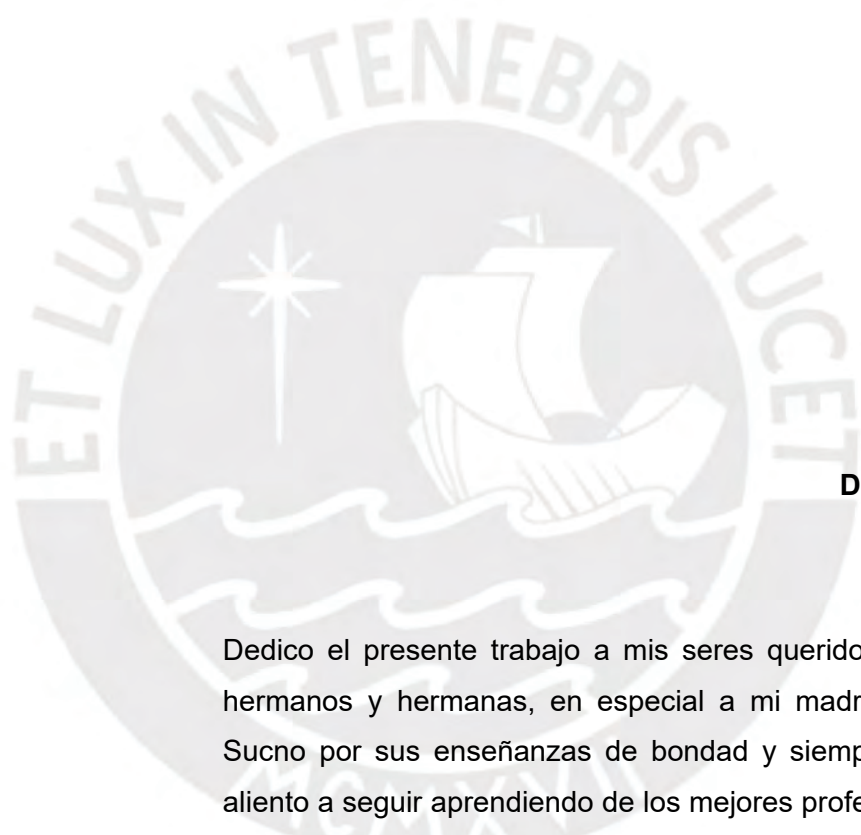 ET LUX IN TENEBRIS LUCET
D
Dedico el presente trabajo a mis seres querido
hermanos y hermanas, en especial a mi madr
Sucno por sus enseñanzas de bondad y siemp
aliento a seguir aprendiendo de los mejores profe
MCMXVII